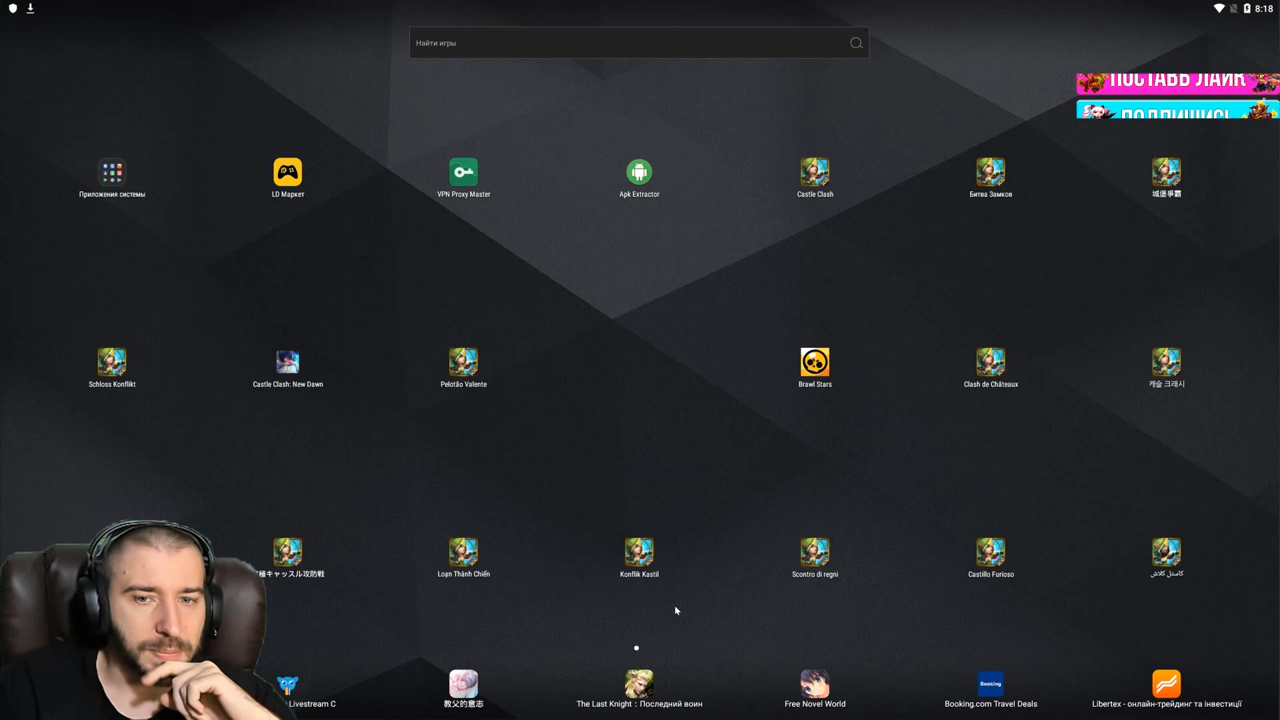 8:18
Найти игры
ПОСТАВЬ ЛАЙК
ПОДПИШИСЬ
Приложения системы
LD Маркет
VPN Proxy Master
Apk Extractor
Castle Clash
Битва Замков
城堡爭霸
Schloss Konflikt
Castle Clash: New Dawn
Pelotão Valente
Brawl Stars
Clash de Châteaux
캐슬 크래시
極キャッスル攻防戦
Loạn Thành Chiến
Konflik Kastil
Scontro di regni
Castillo Furioso
كاسل كلاش
Livestream C
教父的意志
The Last Knight：Последний воин
Free Novel World
Booking
Booking.com Travel Deals
Libertex - онлайн-трейдинг та інвестиції